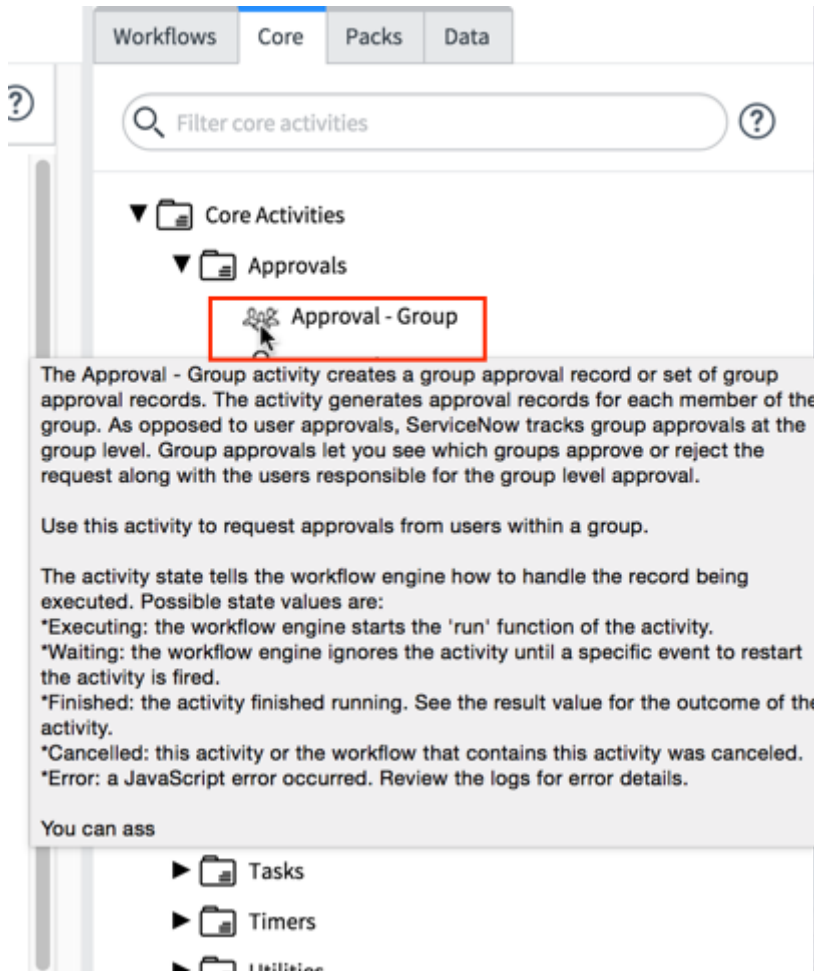 Workflows Core Packs Data
?
Filter core activities ?
Core Activities
Approvals
Approval - Group
The Approval - Group activity creates a group approval record or set of group
approval records. The activity generates approval records for each member of the
group. As opposed to user approvals, ServiceNow tracks group approvals at the
group level. Group approvals let you see which groups approve or reject the
request along with the users responsible for the group level approval.
Use this activity to request approvals from users within a group.
The activity state tells the workflow engine how to handle the record being
executed. Possible state values are:
*Executing: the workflow engine starts the 'run' function of the activity.
*Waiting: the workflow engine ignores the activity until a specific event to restart
the activity is fired.
*Finished: the activity finished running. See the result value for the outcome of the
activity.
*Cancelled: this activity or the workflow that contains this activity was canceled.
*Error: a JavaScript error occurred. Review the logs for error details.
You can ass
Tasks
Timers
Utilities